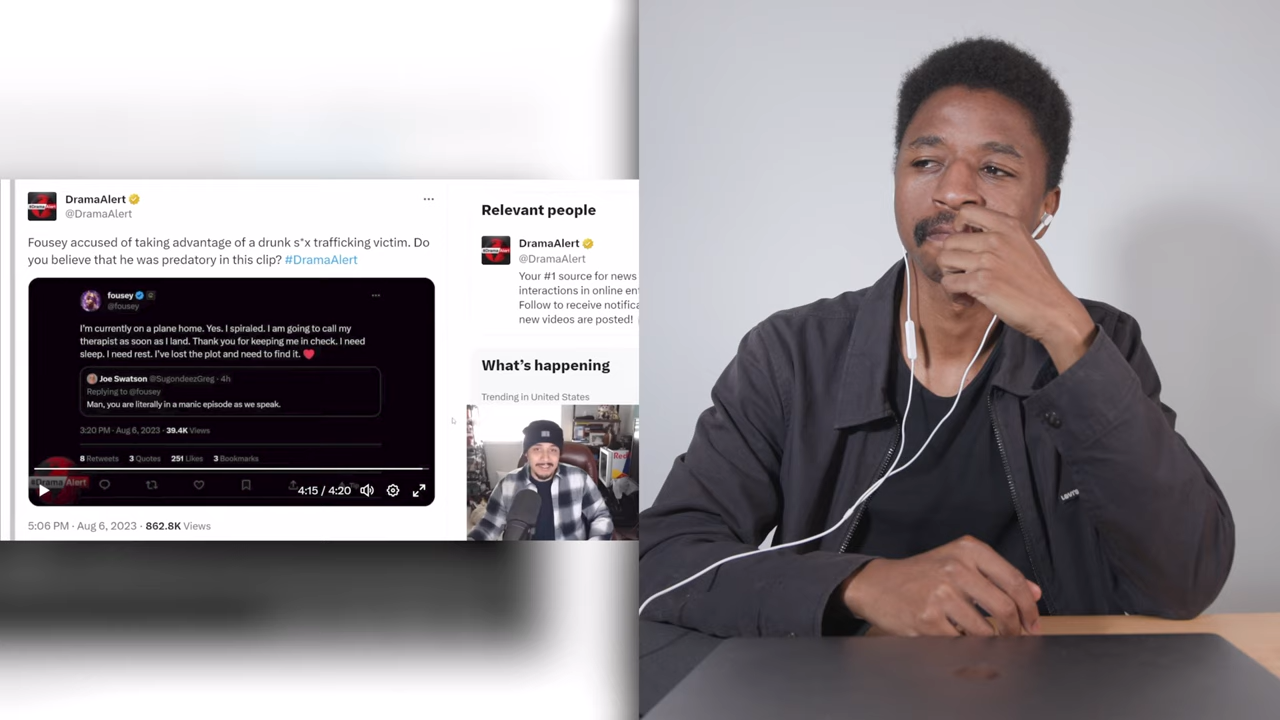 DramaAlert
@DramaAlert
Fousey accused of taking advantage of a drunk s*x trafficking victim. Do
you believe that he was predatory in this clip? #DramaAlert
fousey
@fousey
I'm currently on a plane home. Yes. I spiraled. I am going to call my
therapist as soon as I land. Thank you for keeping me in check. I need
sleep. I need rest. I've lost the plot and need to find it. ❤️
Joe Swatson @SugondeezGreg · 4h
Replying to @fousey
Man, you are literally in a manic episode as we speak.
3:20 PM · Aug 6, 2023 · 39.4K Views
8 Retweets 3 Quotes 251 Likes 3 Bookmarks
#Drama Alert
4:15 / 4:20
5:06 PM · Aug 6, 2023 · 862.8K Views
Relevant people
DramaAlert
@DramaAlert
Your #1 source for news
interactions in online en
Follow to receive notifica
new videos are posted!
What's happening
Trending in United States
Red
Levi's